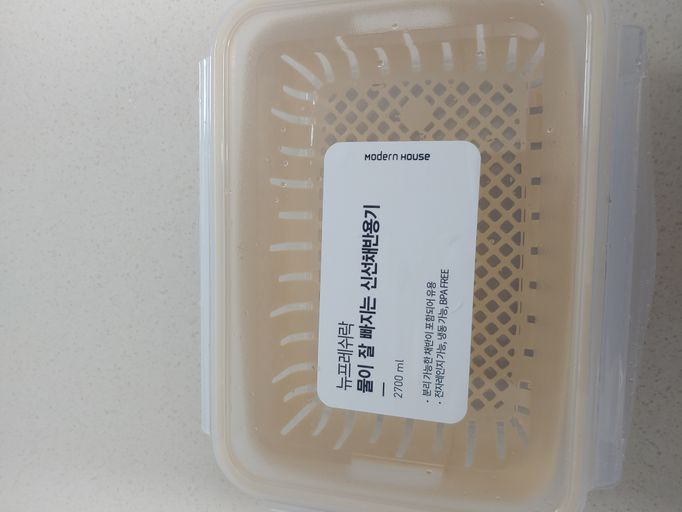 MODERN HOUSE
뉴프레쉬락
물이 잘 빠지는 신선채반용기
2700 ml
• 분리 가능한 채반이 포함되어 유용
• 전자레인지 가능, 냉동 가능, BPA FREE